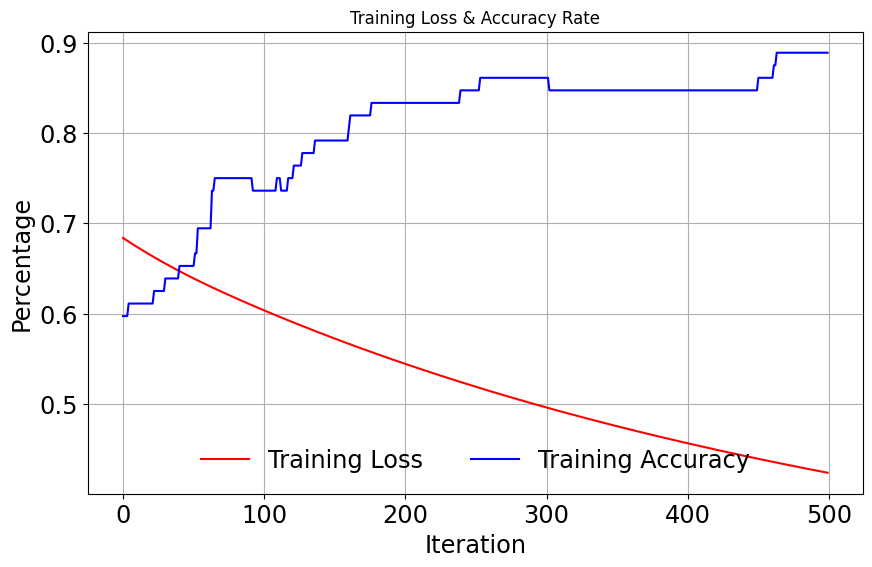 Training Loss & Accuracy Rate
0.9
0.8
0.7
0.6
0.5
Percentage
Training Loss
Training Accuracy
0
100
200
300
400
500
Iteration